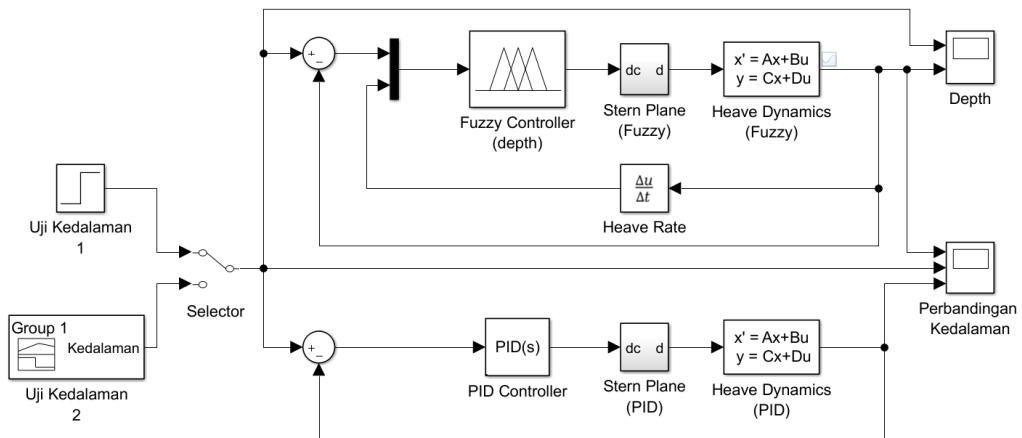 +
−
Fuzzy Controller
(depth)
dc d
Stern Plane
(Fuzzy)
x' = Ax+Bu
y = Cx+Du
Heave Dynamics
(Fuzzy)
Depth
Δu
Δt
Heave Rate
Uji Kedalaman
1
Selector
Group 1
Kedalaman
Uji Kedalaman
2
Perbandingan
Kedalaman
+
−
PID(s)
PID Controller
dc d
Stern Plane
(PID)
x' = Ax+Bu
y = Cx+Du
Heave Dynamics
(PID)